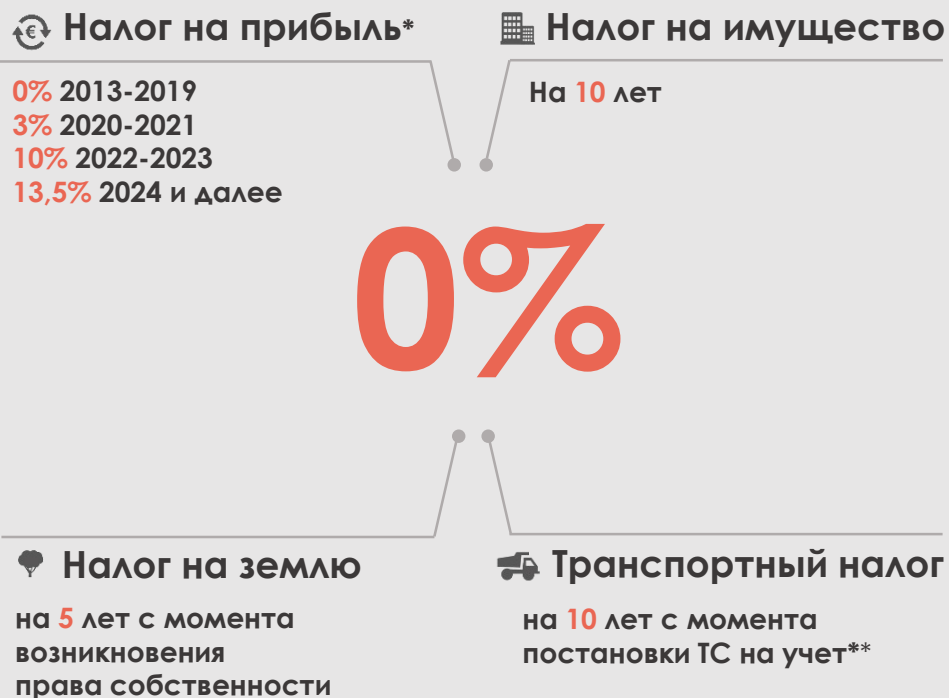 Налог на прибыль*
0% 2013-2019
3% 2020-2021
10% 2022-2023
13,5% 2024 и далее
Налог на имущество
На 10 лет
0%
Налог на землю
на 5 лет с момента
возникновения
права собственности
Транспортный налог
на 10 лет с момента
постановки ТС на учет**